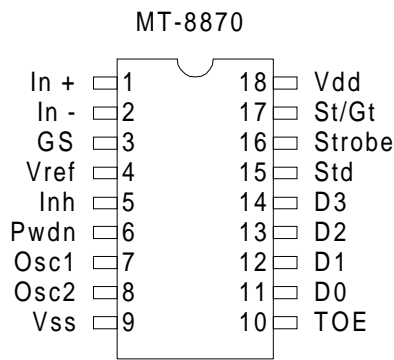 MT-8870
In + 1 18 Vdd
In - 2 17 St/Gt
GS 3 16 Strobe
Vref 4 15 Std
Inh 5 14 D3
Pwdn 6 13 D2
Osc1 7 12 D1
Osc2 8 11 D0
Vss 9 10 TOE